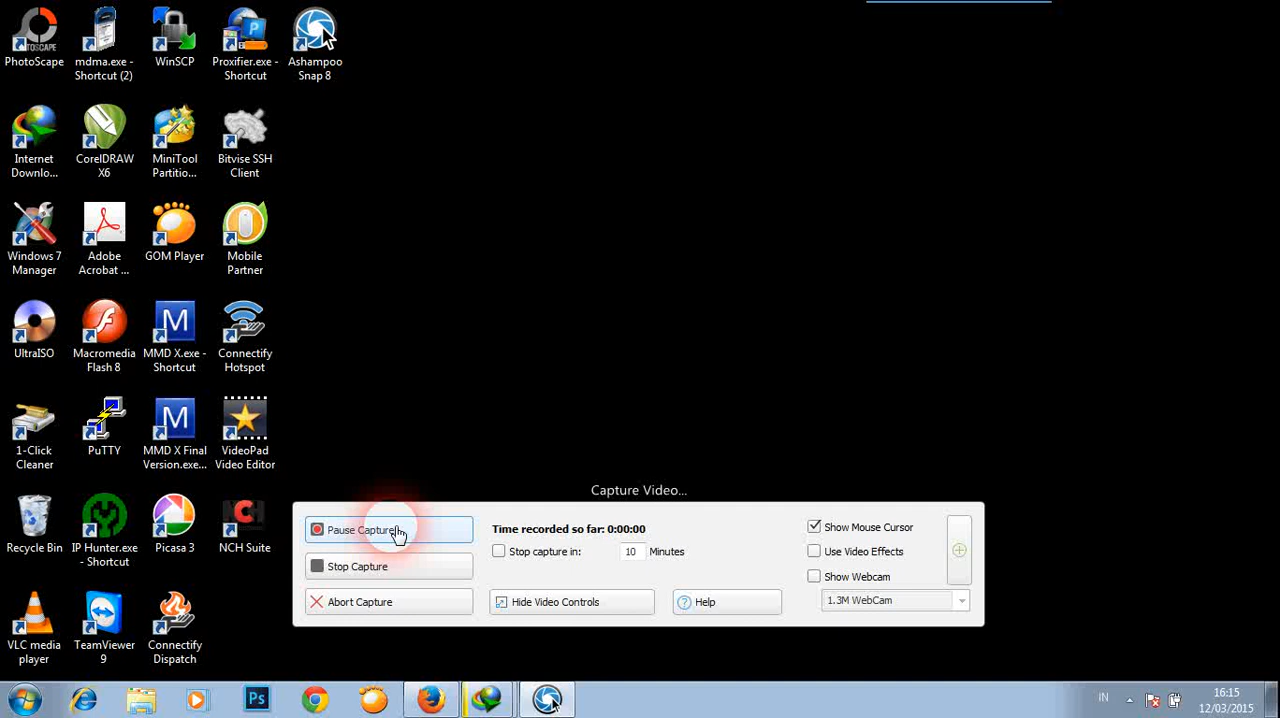 PhotoScape
mdma.exe -
Shortcut (2)
WinSCP
Proxifier.exe -
Shortcut
Ashampoo
Snap 8
Internet
Downlo...
CorelDRAW
X6
MiniTool
Partitio...
Bitvise SSH
Client
Windows 7
Manager
Adobe
Acrobat ...
GOM Player
Mobile
Partner
UltraISO
Macromedia
Flash 8
MMD X.exe -
Shortcut
Connectify
Hotspot
1-Click
Cleaner
PuTTY
MMD X Final
Version.exe...
VideoPad
Video Editor
Recycle Bin
IP Hunter.exe
- Shortcut
Picasa 3
NCH
NCH Suite
VLC media
player
TeamViewer
9
Connectify
Dispatch
Capture Video...
Pause Capture
Stop Capture
Abort Capture
Time recorded so far: 0:00:00
Stop capture in: 10 Minutes
Hide Video Controls
Help
Show Mouse Cursor
Use Video Effects
Show Webcam
1.3M WebCam
Ps
IN
16:15
12/03/2015